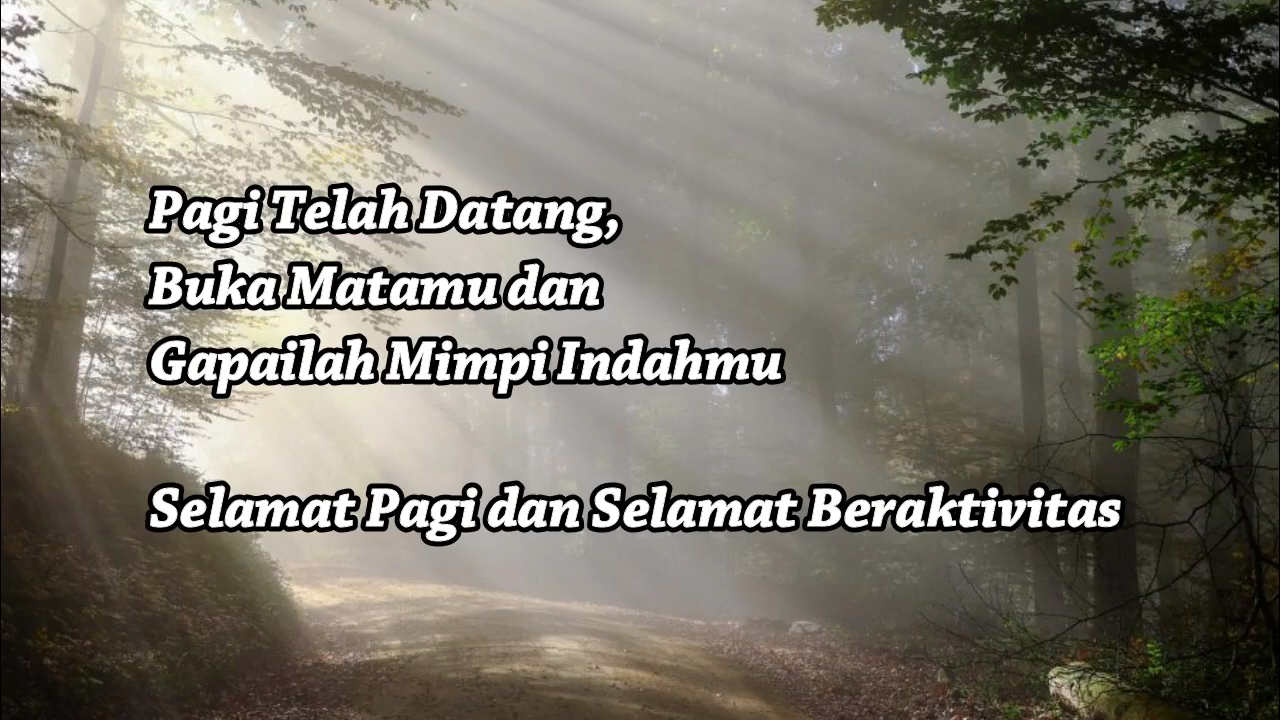 Pagi Telah Datang,
Buka Matamu dan
Gapailah Mimpi Indahmu
Selamat Pagi dan Selamat Beraktivitas